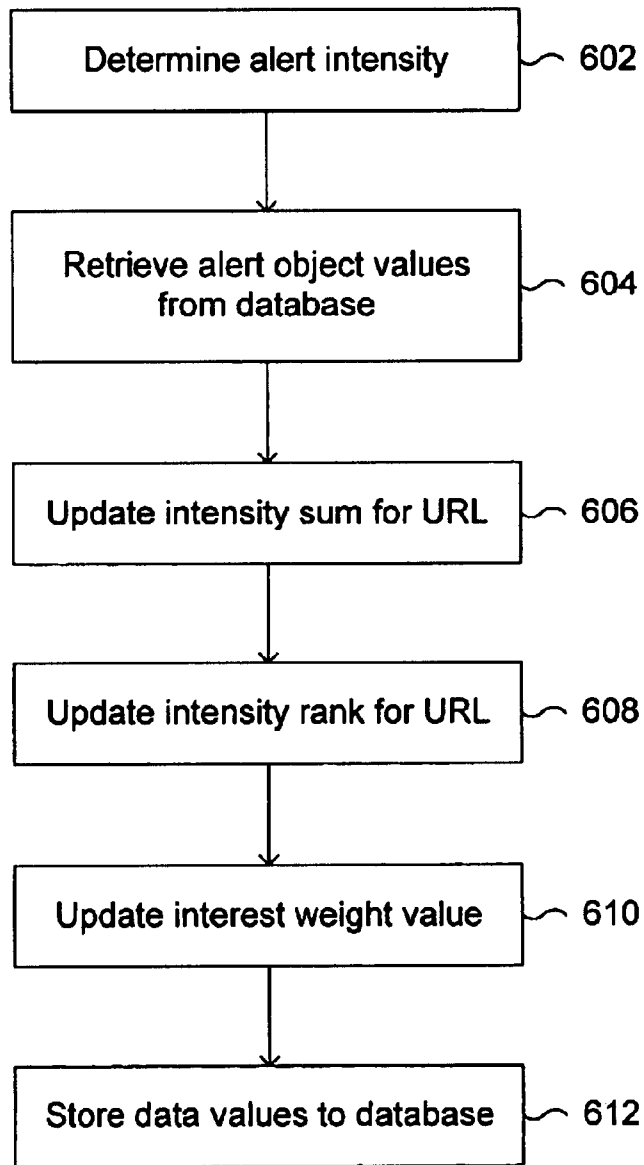 Determine alert intensity 602
Retrieve alert object values
from database 604
Update intensity sum for URL 606
Update intensity rank for URL 608
Update interest weight value 610
Store data values to database 612